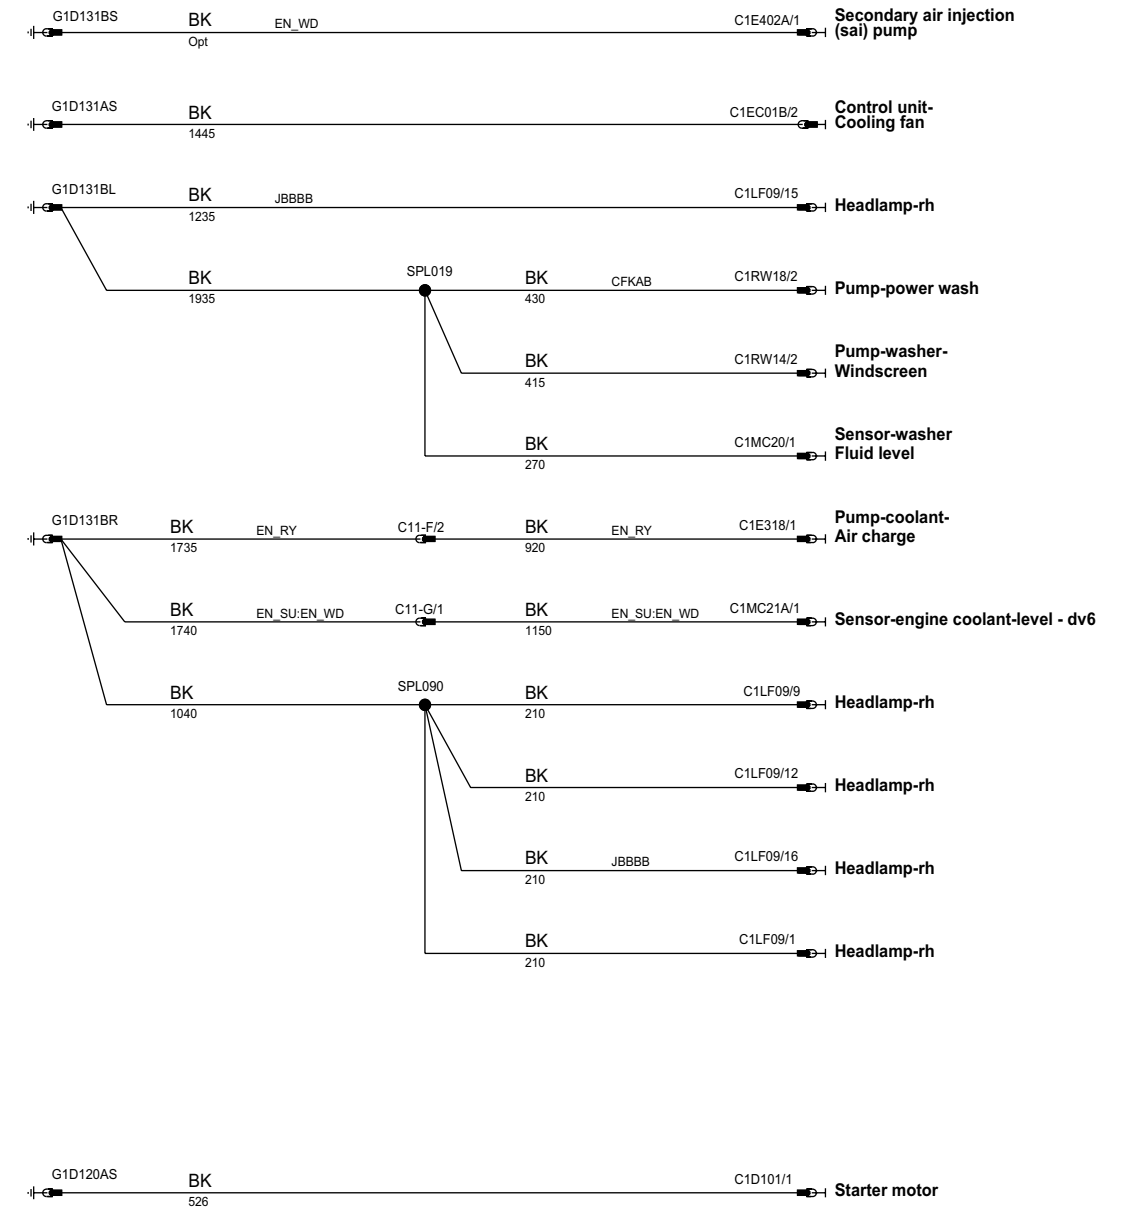 G1D131BS BK EN_WD C1E402A/1 Secondary air injection
Opt (sai) pump
G1D131AS BK C1EC01B/2 Control unit-
1445 Cooling fan
G1D131BL BK JBBBB C1LF09/15 Headlamp-rh
1235
BK SPL019 BK CFKAB C1RW18/2 Pump-power wash
1935 430
BK C1RW14/2 Pump-washer-
415 Windscreen
BK C1MC20/1 Sensor-washer
270 Fluid level
G1D131BR BK EN_RY C11-F/2 BK EN_RY C1E318/1 Pump-coolant-
1735 920 Air charge
BK EN_SU:EN_WD C11-G/1 BK EN_SU:EN_WD C1MC21A/1 Sensor-engine coolant-level - dv6
1740 1150
BK SPL090 BK C1LF09/9 Headlamp-rh
1040 210
BK C1LF09/12 Headlamp-rh
210
BK JBBBB C1LF09/16 Headlamp-rh
210
BK C1LF09/1 Headlamp-rh
210
G1D120AS BK C1D101/1 Starter motor
526